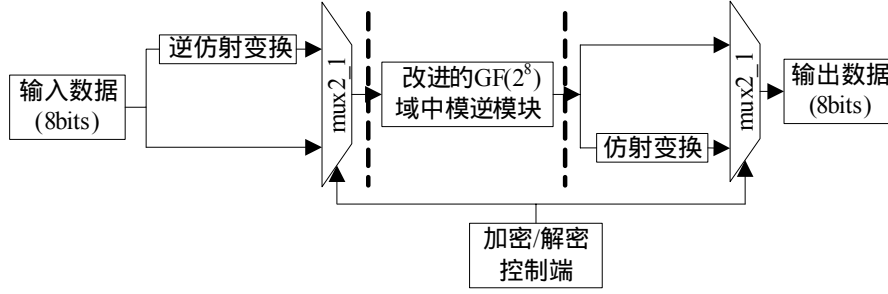 逆仿射变换
输入数据
(8bits)
mux2_1
改进的GF(2⁸)
域中模逆模块
仿射变换
mux2_1
输出数据
(8bits)
加密/解密
控制端